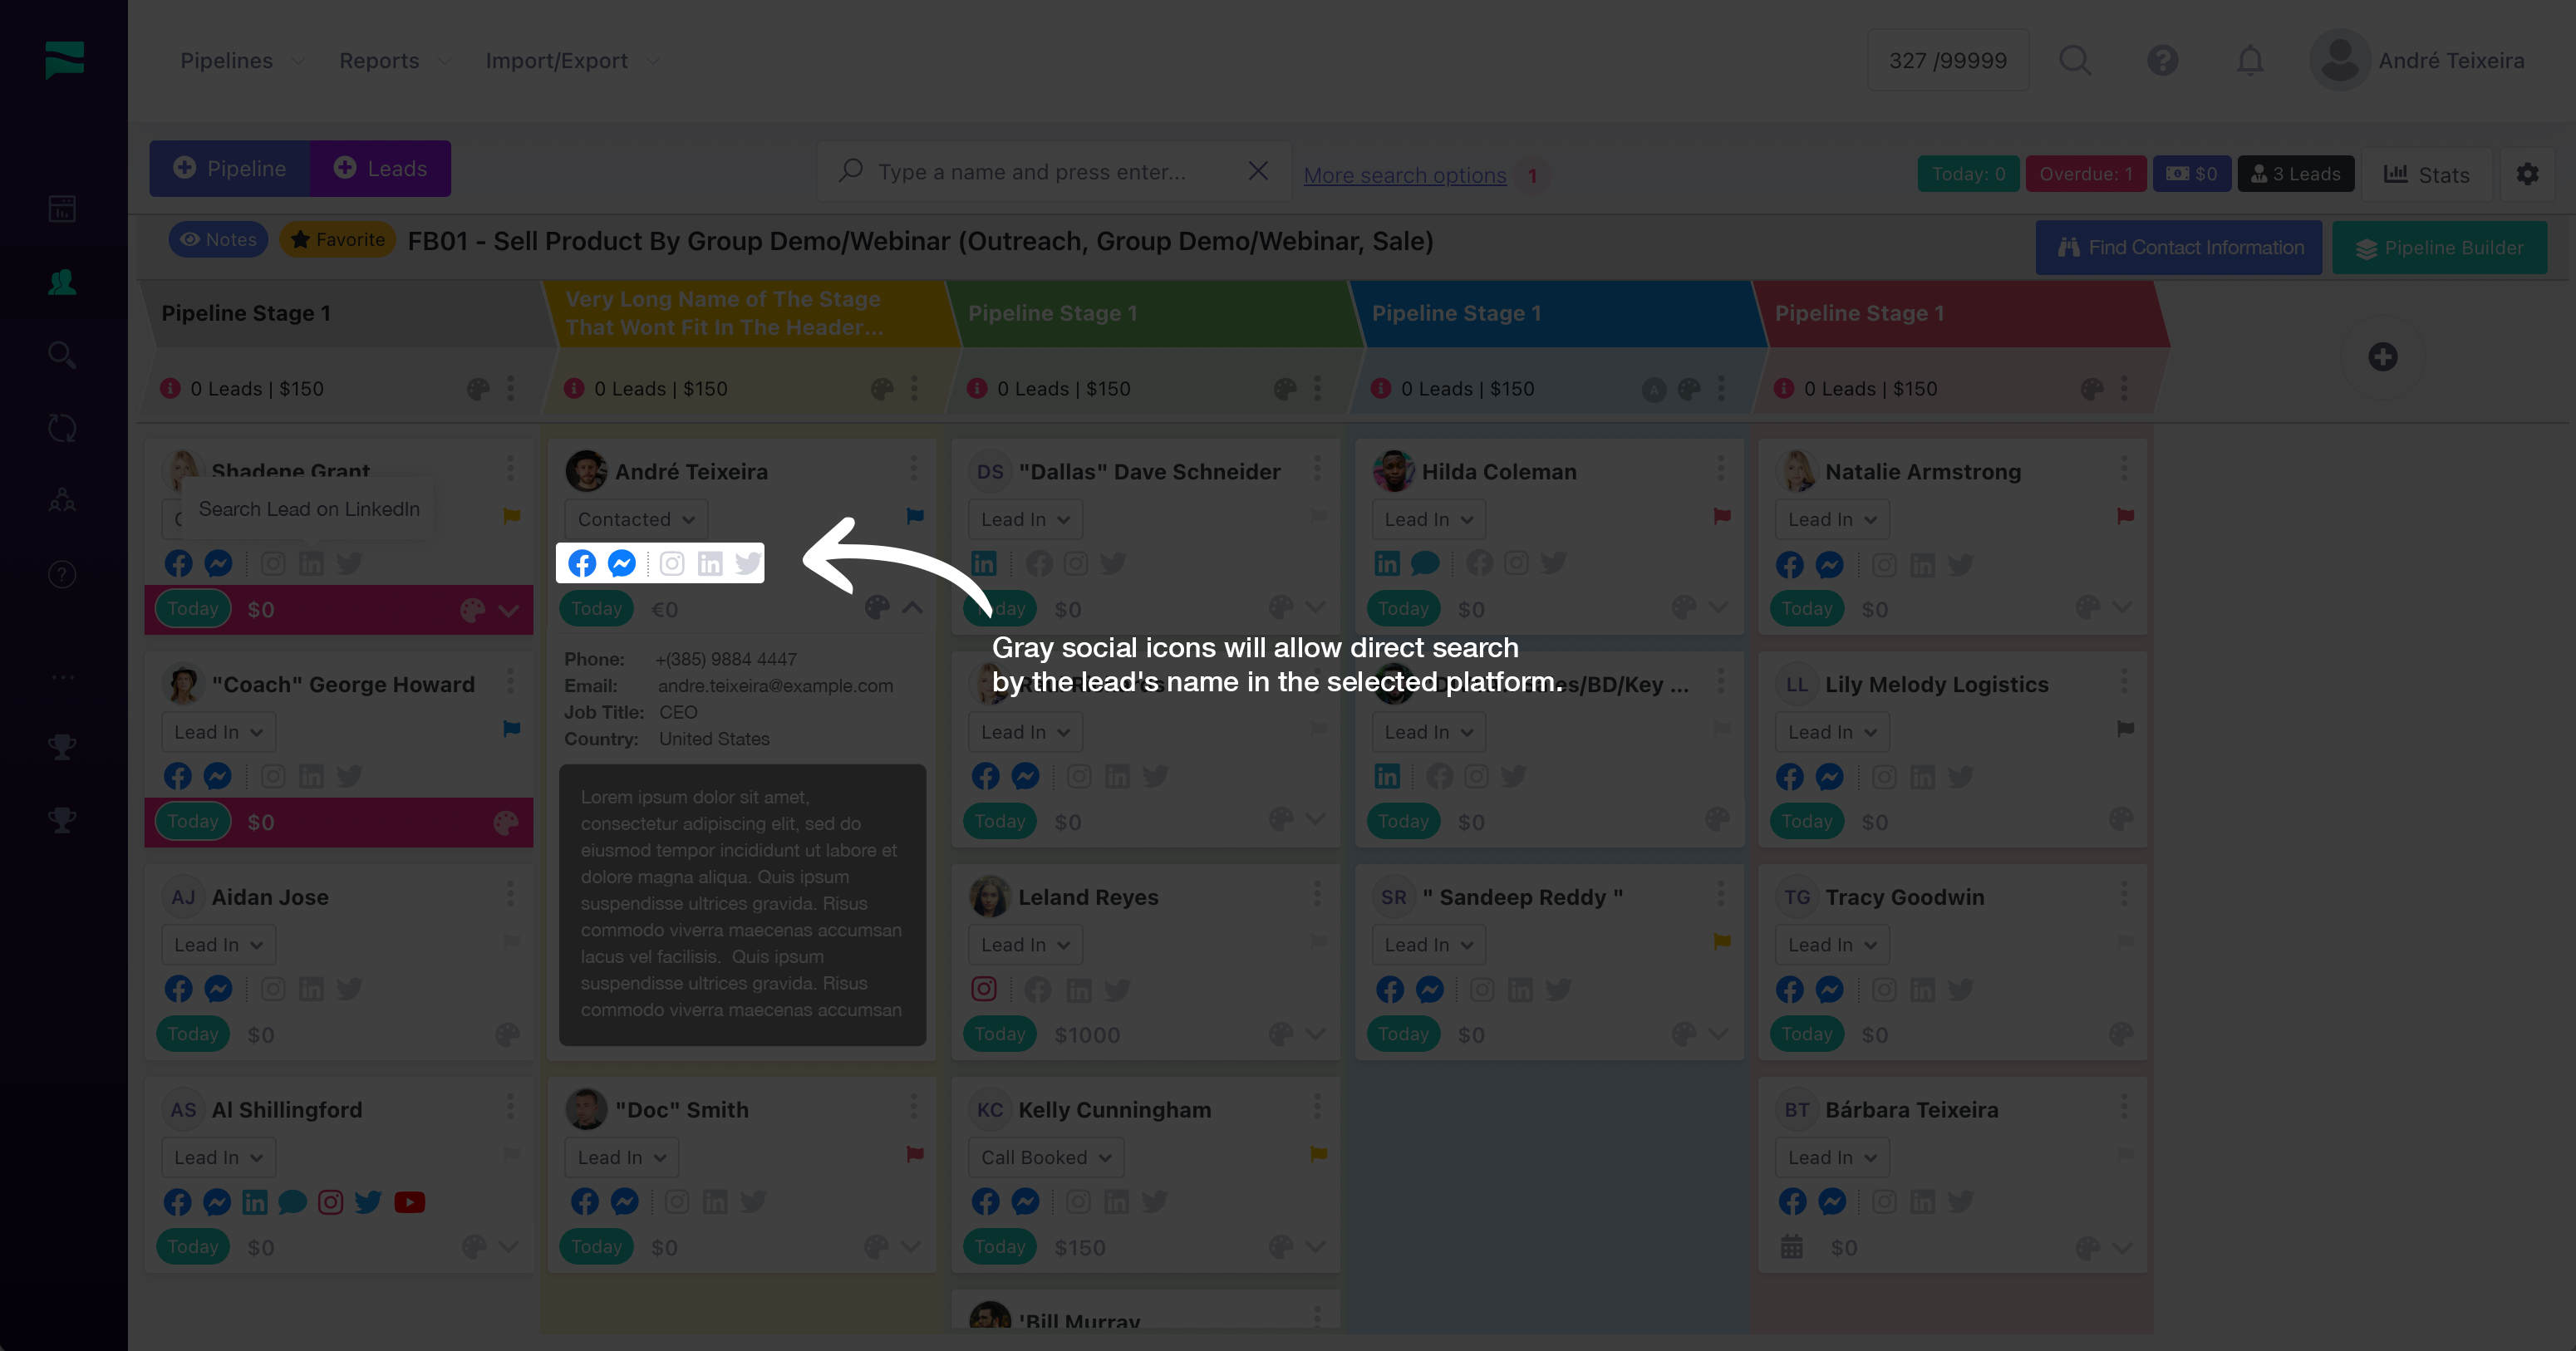 Pipelines
Reports
Import/Export
327 /99999
André Teixeira
Pipeline
Leads
Type a name and press enter...
More search options
1
Today: 0
Overdue: 1
$0
3 Leads
Stats
Notes
Favorite
FB01 - Sell Product By Group Demo/Webinar (Outreach, Group Demo/Webinar, Sale)
Find Contact Information
Pipeline Builder
Pipeline Stage 1
0 Leads | $150
Very Long Name of The Stage
That Wont Fit In The Header...
0 Leads | $150
Pipeline Stage 1
0 Leads | $150
Pipeline Stage 1
0 Leads | $150
A
Pipeline Stage 1
0 Leads | $150
Shadene Grant
Search Lead on LinkedIn
Today
$0
"Coach" George Howard
Lead In
Today
$0
AJ
Aidan Jose
Lead In
Today
$0
AS
Al Shillingford
Lead In
Today
$0
André Teixeira
Contacted
Today
€0
Phone: +(385) 9884 4447
Email: andre.teixeira@example.com
Job Title: CEO
Country: United States
Lorem ipsum dolor sit amet,
consectetur adipiscing elit, sed do
eiusmod tempor incididunt ut labore et
dolore magna aliqua. Quis ipsum
suspendisse ultrices gravida. Risus
commodo viverra maecenas accumsan
lacus vel facilisis. Quis ipsum
suspendisse ultrices gravida. Risus
commodo viverra maecenas accumsan
"Doc" Smith
Lead In
Today
$0
DS
"Dallas" Dave Schneider
Lead In
Today
$0
Gray social icons will allow direct search
by the lead's name in the selected platform.
Lead In
Today
$0
Leland Reyes
Lead In
Today
$1000
KC
Kelly Cunningham
Call Booked
Today
$150
'Bill Murray
Hilda Coleman
Lead In
Today
$0
Lead In
Today
$0
SR
" Sandeep Reddy "
Lead In
Today
$0
Natalie Armstrong
Lead In
Today
$0
LL
Lily Melody Logistics
Lead In
Today
$0
TG
Tracy Goodwin
Lead In
Today
$0
BT
Bárbara Teixeira
Lead In
$0